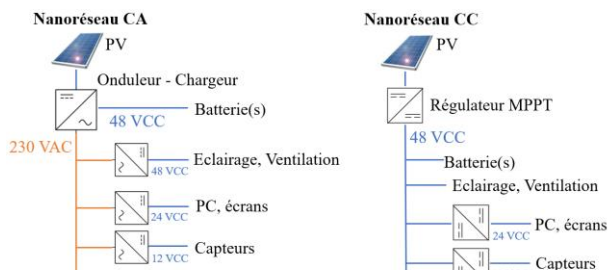 Nanoréseau CA
PV
Onduleur - Chargeur
Batterie(s)
48 VCC
230 VAC
Eclairage, Ventilation
48 VCC
PC, écrans
24 VCC
Capteurs
12 VCC
Nanoréseau CC
PV
Régulateur MPPT
48 VCC
Batterie(s)
Eclairage, Ventilation
PC, écrans
24 VCC
Capteurs